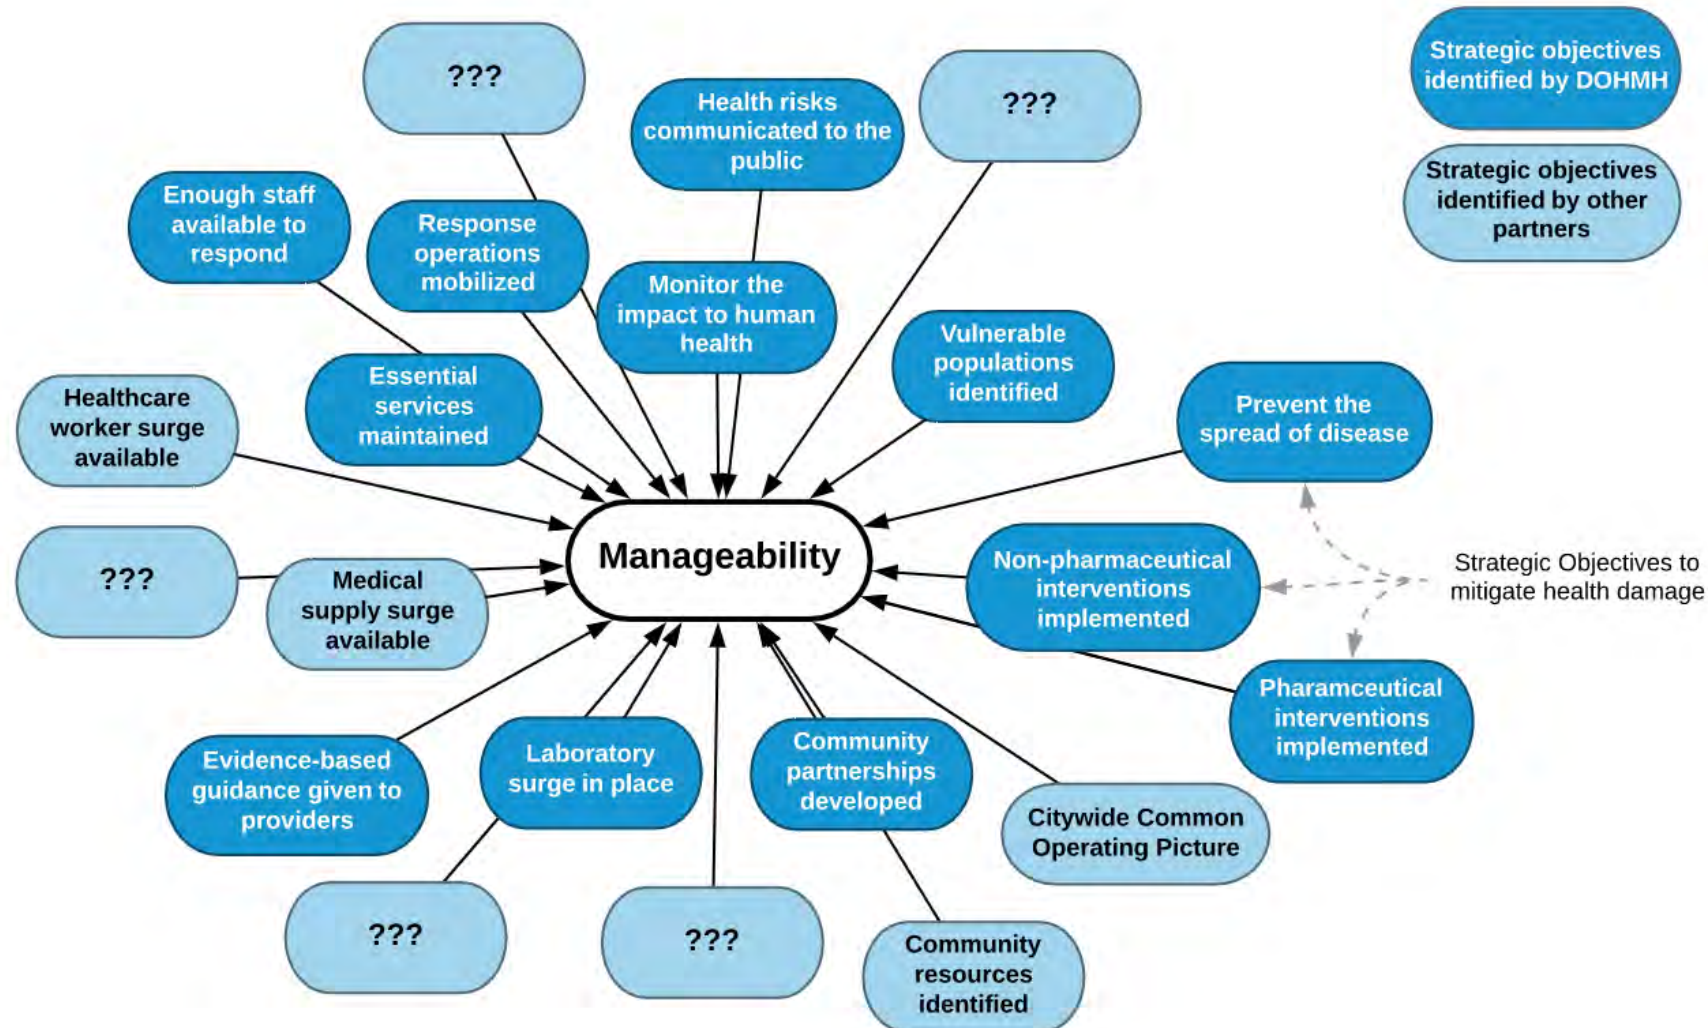 ???
Health risks
communicated to the
public
???
Strategic objectives
identified by DOHMH
Strategic objectives
identified by other
partners
Enough staff
available to
respond
Response
operations
mobilized
Monitor the
impact to human
health
Vulnerable
populations
identified
Essential
services
maintained
Healthcare
worker surge
available
Prevent the
spread of disease
???
Medical
supply surge
available
Manageability
Non-pharmaceutical
interventions
implemented
Strategic Objectives to
mitigate health damage
Pharamceutical
interventions
implemented
Evidence-based
guidance given to
providers
Laboratory
surge in place
Community
partnerships
developed
Citywide Common
Operating Picture
???
???
Community
resources
identified